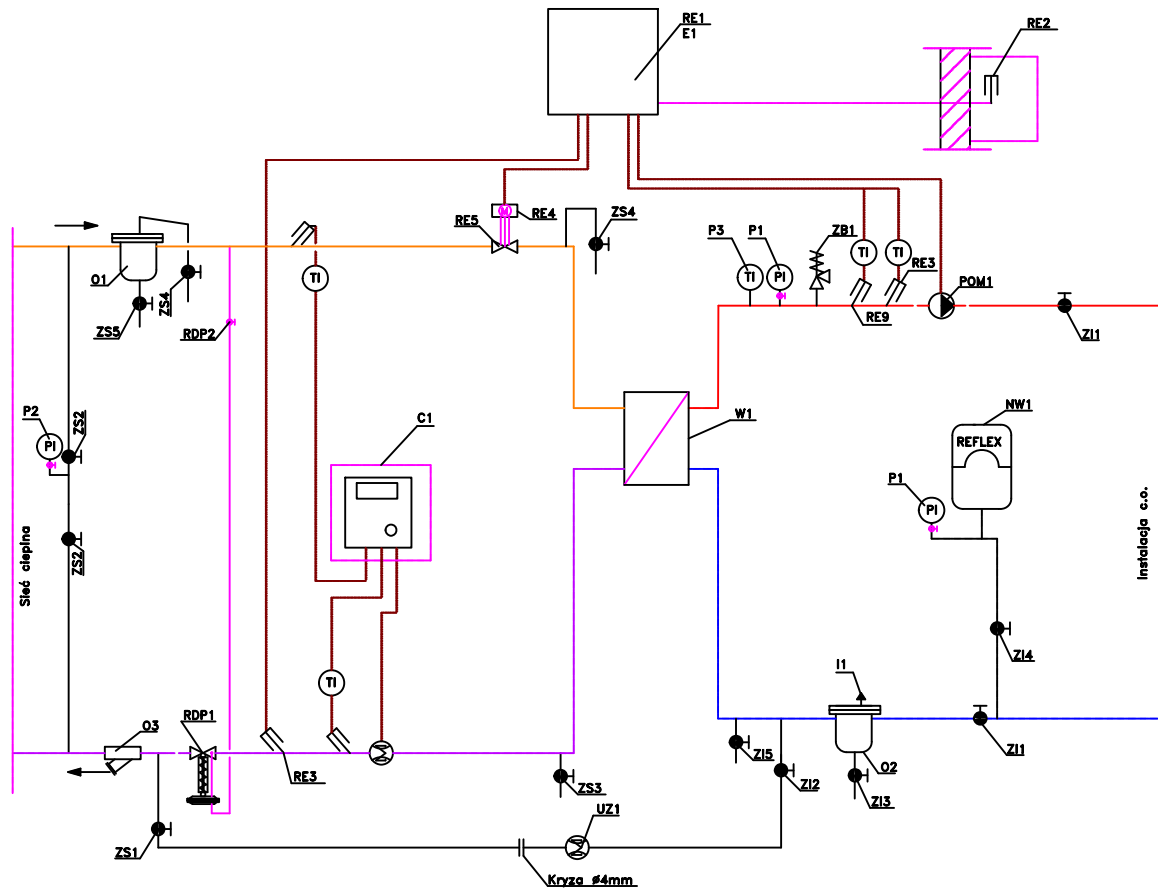 RE1
E1
RE2
RE4
RE5
ZS4
O1
ZS4
ZS5
RDP2
TI
P3
P1
ZB1
TI
PI
TI
TI
RE3
POM1
RE9
ZI1
P2
PI
ZS2
ZS2
C1
W1
NW1
REFLEX
P1
PI
Sieć cieplna
Instalacja c.o.
ZI4
TI
I1
O3
RDP1
RE3
ZS3
ZI5
ZI2
O2
ZI3
ZI1
ZS1
UZ1
Kryza ø4mm
M